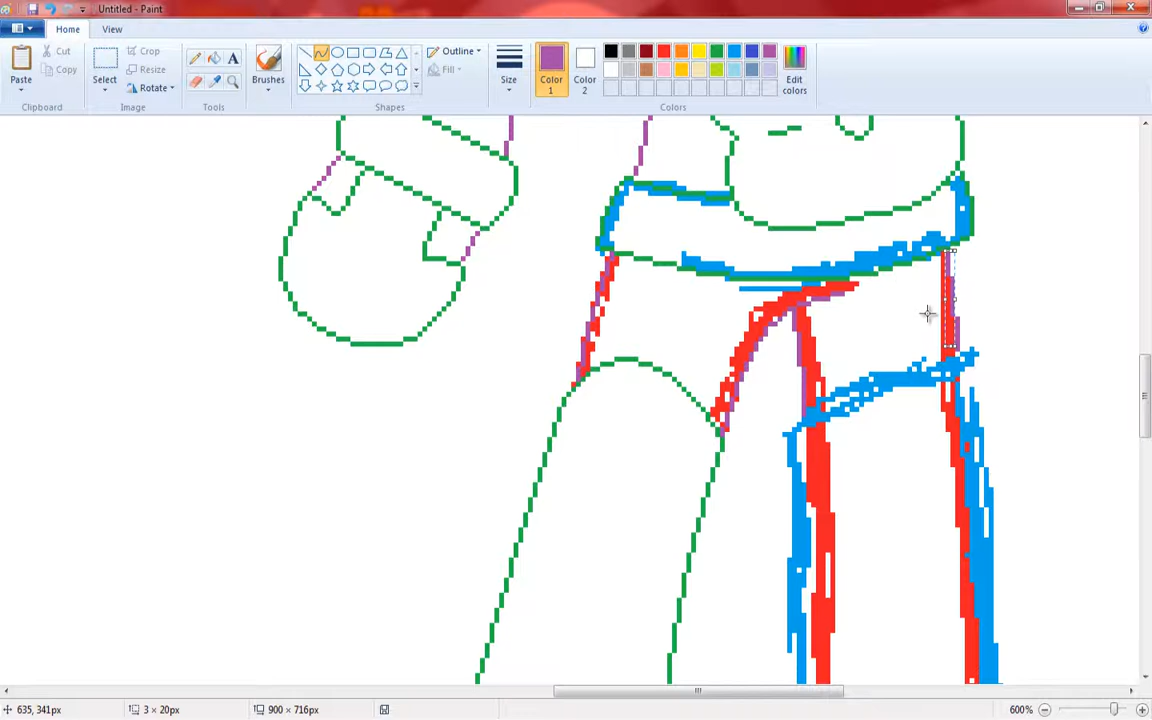 Untitled - Paint
Home View
Paste
Cut
Copy
Clipboard
Select
Crop
Resize
Rotate
Image
A
Tools
Brushes
Outline
Fill
Shapes
Size
Color 1
Color 2
Edit colors
Colors
635, 341px
3 × 20px
900 × 716px
600%